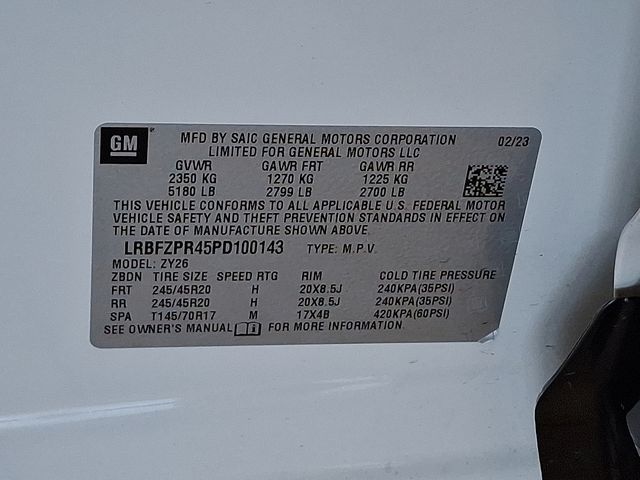 GM MFD BY SAIC GENERAL MOTORS CORPORATION 02/23
LIMITED FOR GENERAL MOTORS LLC
GVWR GAWR FRT GAWR RR
2350 KG 1270 KG 1225 KG
5180 LB 2799 LB 2700 LB
THIS VEHICLE CONFORMS TO ALL APPLICABLE U.S. FEDERAL MOTOR
VEHICLE SAFETY AND THEFT PREVENTION STANDARDS IN EFFECT ON
THE DATE OF MANUFACTURE SHOWN ABOVE.
LRBFZPR45PD100143 TYPE: M.P.V.
MODEL: ZY26
ZBDN TIRE SIZE SPEED RTG RIM COLD TIRE PRESSURE
FRT 245/45R20 H 20X8.5J 240KPA(35PSI)
RR 245/45R20 H 20X8.5J 240KPA(35PSI)
SPA T145/70R17 M 17X4B 420KPA(60PSI)
SEE OWNER'S MANUAL FOR MORE INFORMATION.